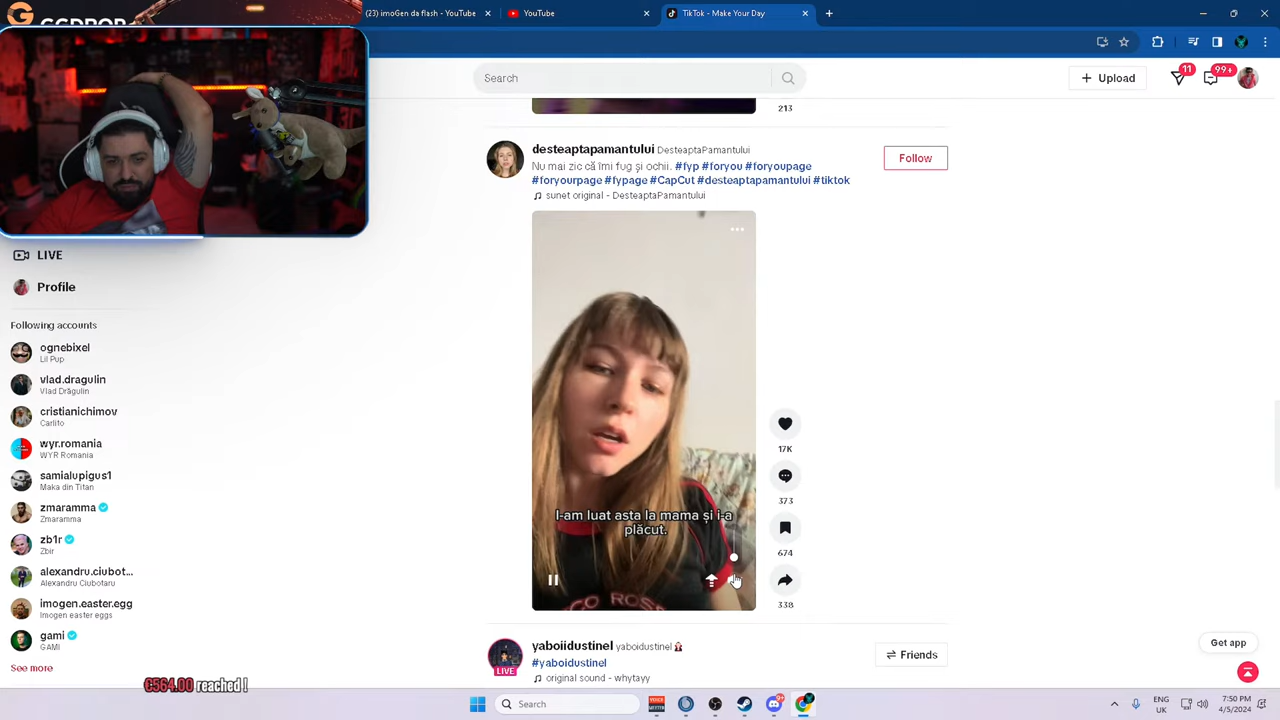 (23) imoGen da flash - YouTube
YouTube
TikTok - Make Your Day
Search
Upload
11
99+
213
desteaptapamantului DesteaptaPamantului
Follow
Nu mai zic că îmi fug și ochii. #fyp #foryou #foryoupage
#foryourpage #fypage #CapCut #desteaptapamantului #tiktok
sunet original - DesteaptaPamantului
LIVE
Profile
Following accounts
ognebixel
Lil Pup
vlad.dragulin
Vlad Drăgulin
cristianichimov
Carlito
wyr.romania
WYR Romania
samialupigus1
Maka din Titan
zmaramma
Zmaramma
zb1r
Zbir
alexandru.ciubot...
Alexandru Ciubotaru
imogen.easter.egg
Imogen easter eggs
gami
GAMI
See more
I-am luat asta la mama și i-a
plăcut.
17K
373
674
338
yaboiidustinel yaboidustinel
#yaboidustinel
original sound - whytayy
LIVE
Friends
Get app
€564.00 reached !
Search
ENG
UK
7:50 PM
4/5/2024